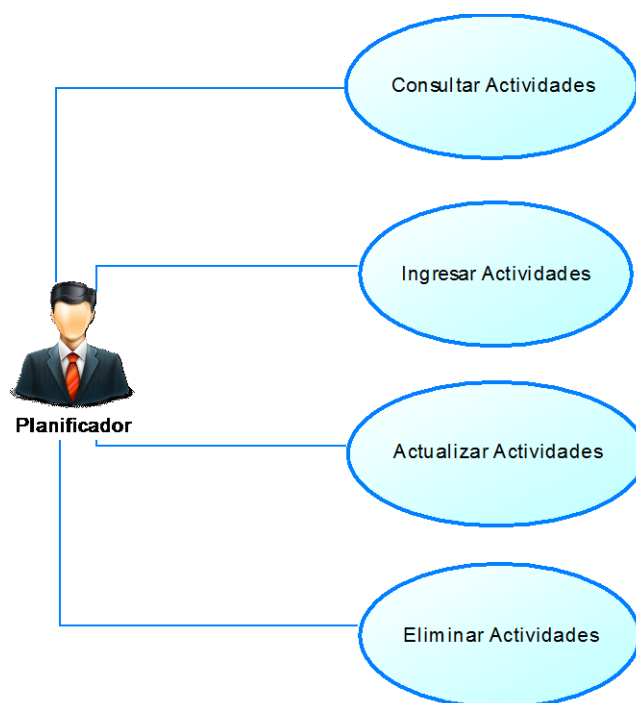 Consultar Actividades
Ingresar Actividades
Planificador
Actualizar Actividades
Eliminar Actividades